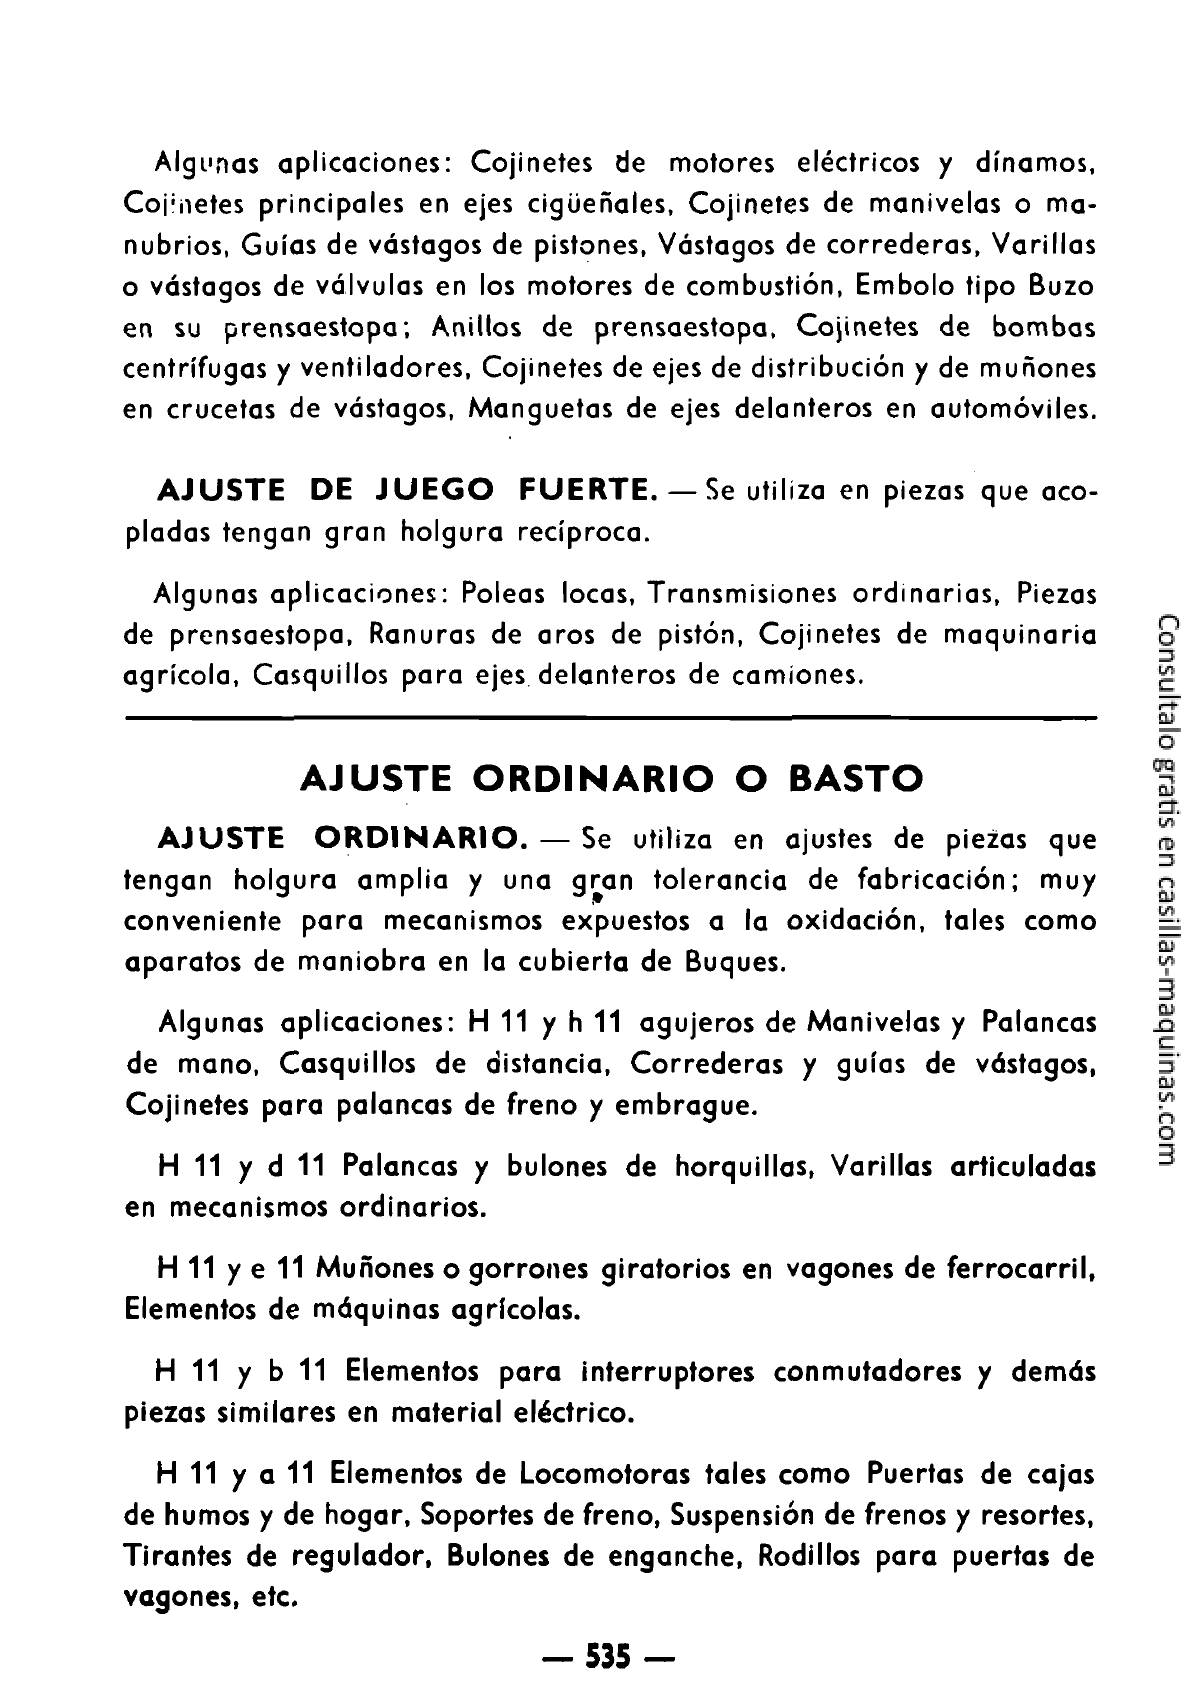 Algunas aplicaciones: Cojinetes de motores eléctricos y dínamos,
Cojinetes principales en ejes cigüeñales, Cojinetes de manivelas o ma-
nubrios, Guías de vástagos de pistones, Vástagos de correderas, Varillas
o vástagos de válvulas en los motores de combustión, Embolo tipo Buzo
en su prensaestopa; Anillos de prensaestopa, Cojinetes de bombas
centrífugas y ventiladores, Cojinetes de ejes de distribución y de muñones
en crucetas de vástagos, Manguetas de ejes delanteros en automóviles.
AJUSTE DE JUEGO FUERTE. — Se utiliza en piezas que aco-
pladas tengan gran holgura recíproca.
Algunas aplicaciones: Poleas locas, Transmisiones ordinarias, Piezas
de prensaestopa, Ranuras de aros de pistón, Cojinetes de maquinaria
agrícola, Casquillos para ejes delanteros de camiones.
AJUSTE ORDINARIO O BASTO
AJUSTE ORDINARIO. — Se utiliza en ajustes de piezas que
tengan holgura amplia y una gran tolerancia de fabricación; muy
conveniente para mecanismos expuestos a la oxidación, tales como
aparatos de maniobra en la cubierta de Buques.
Algunas aplicaciones: H 11 y h 11 agujeros de Manivelas y Palancas
de mano, Casquillos de distancia, Correderas y guías de vástagos,
Cojinetes para palancas de freno y embrague.
H 11 y d 11 Palancas y bulones de horquillas, Varillas articuladas
en mecanismos ordinarios.
H 11 y e 11 Muñones o gorrones giratorios en vagones de ferrocarril,
Elementos de máquinas agrícolas.
H 11 y b 11 Elementos para interruptores conmutadores y demás
piezas similares en material eléctrico.
H 11 y a 11 Elementos de Locomotoras tales como Puertas de cajas
de humos y de hogar, Soportes de freno, Suspensión de frenos y resortes,
Tirantes de regulador, Bulones de enganche, Rodillos para puertas de
vagones, etc.
— 535 —
Consultalo gratis en casillas-maquinas.com